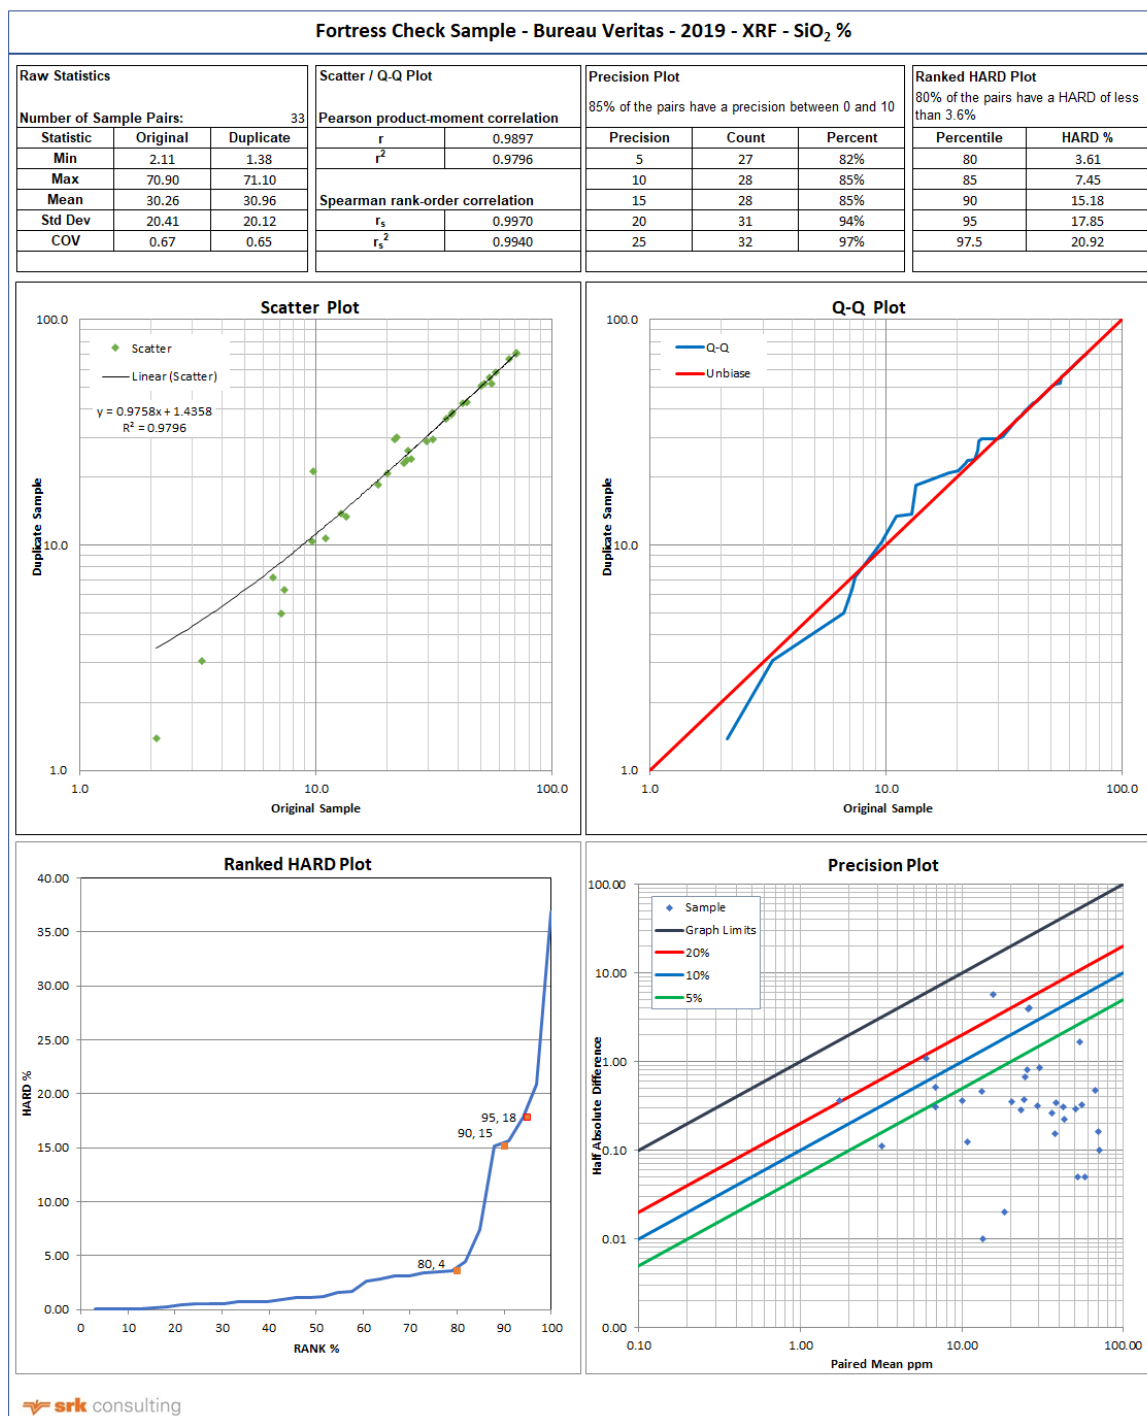 Fortress Check Sample - Bureau Veritas - 2019 - XRF - SiO₂ %
Raw Statistics
Number of Sample Pairs: 33
Statistic Original Duplicate
Min 2.11 1.38
Max 70.90 71.10
Mean 30.26 30.96
Std Dev 20.41 20.12
COV 0.67 0.65
Scatter / Q-Q Plot
Pearson product-moment correlation
r 0.9897
r² 0.9796
Spearman rank-order correlation
rₛ 0.9970
rₛ² 0.9940
Precision Plot
85% of the pairs have a precision between 0 and 10
Precision Count Percent
5 27 82%
10 28 85%
15 28 85%
20 31 94%
25 32 97%
Ranked HARD Plot
80% of the pairs have a HARD of less
than 3.6%
Percentile HARD %
80 3.61
85 7.45
90 15.18
95 17.85
97.5 20.92
Scatter Plot
100.0
Scatter
Linear (Scatter)
y = 0.9758x + 1.4358
R² = 0.9796
Duplicate Sample
10.0
1.0
1.0 10.0 100.0
Original Sample
Q-Q Plot
100.0
Q-Q
Unbiase
Duplicate Sample
10.0
1.0
1.0 10.0 100.0
Original Sample
Ranked HARD Plot
40.00
35.00
30.00
25.00
HARD %
20.00
95, 18
90, 15
15.00
10.00
5.00
80, 4
0.00
0 10 20 30 40 50 60 70 80 90 100
RANK %
Precision Plot
100.00
Sample
Graph Limits
20%
10%
5%
10.00
1.00
Half Absolute Difference
0.10
0.01
0.00
0.10 1.00 10.00 100.00
Paired Mean ppm
srk consulting